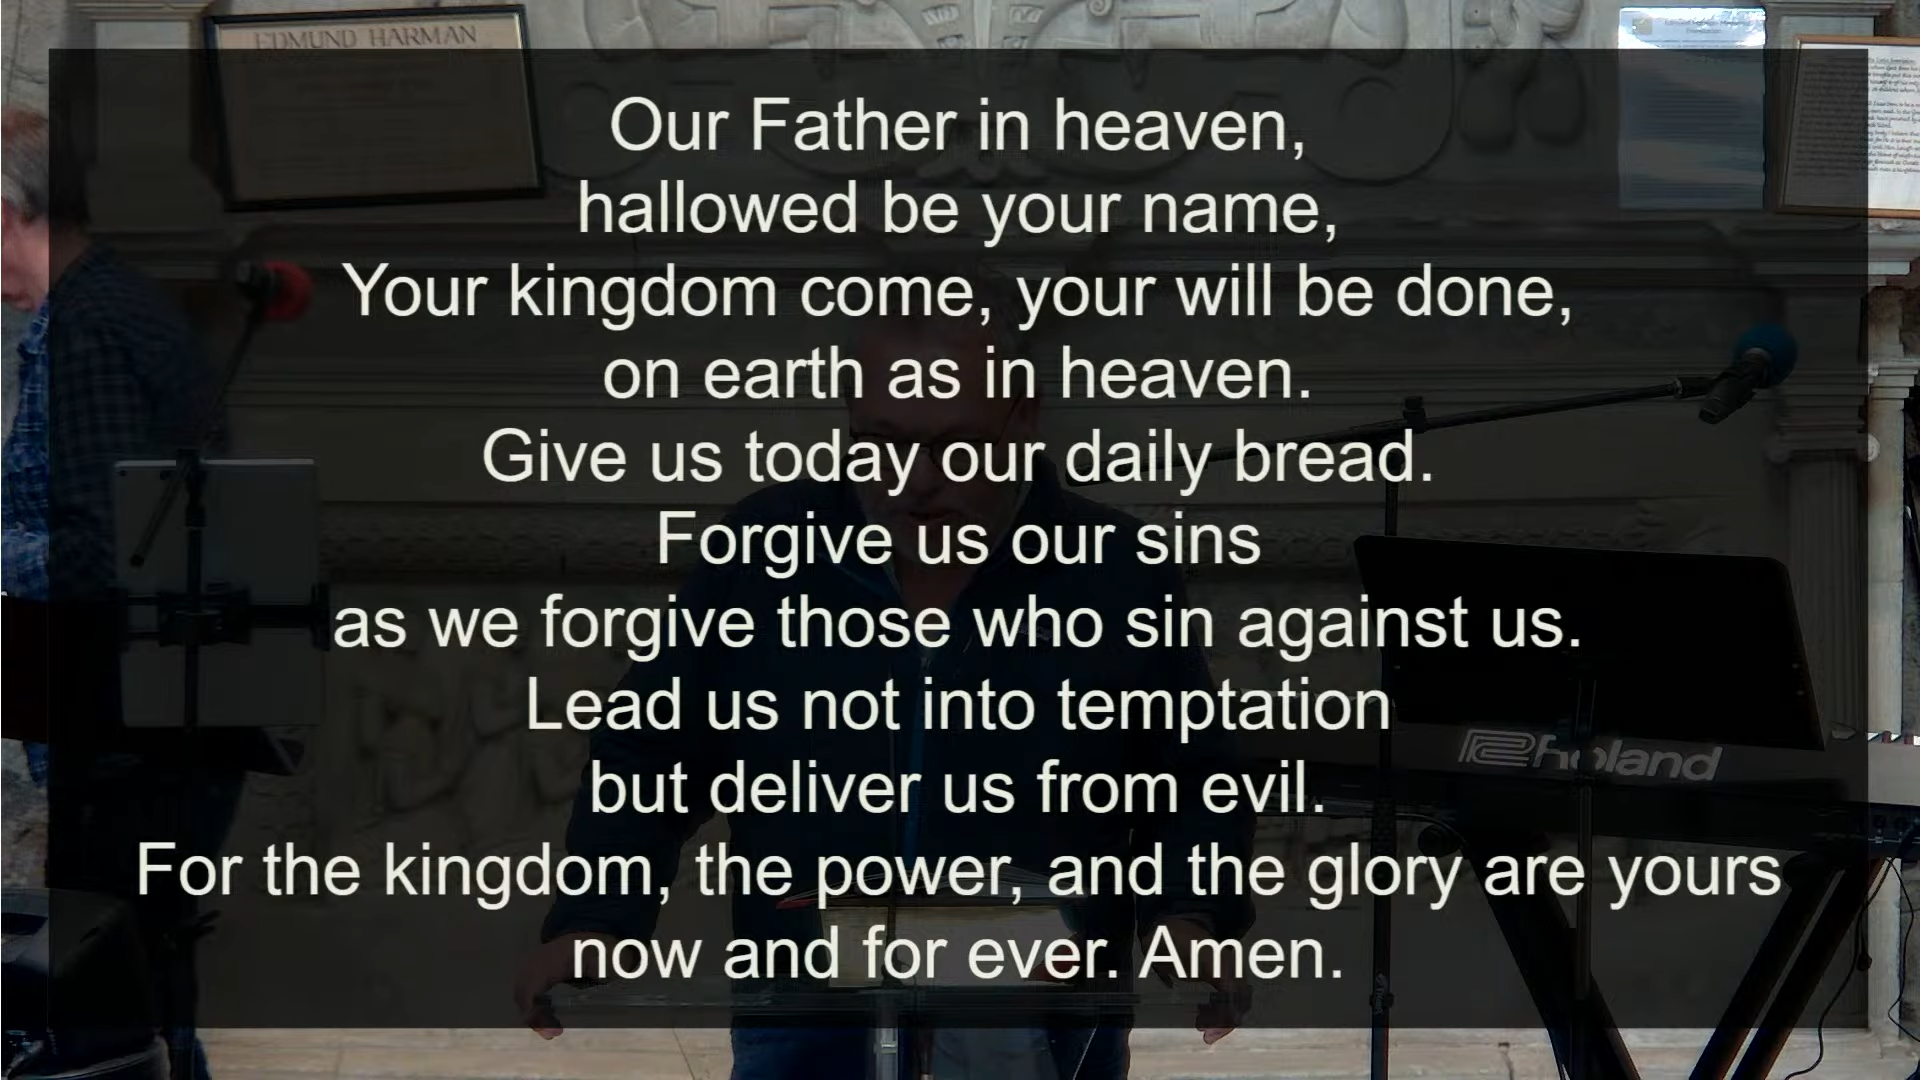 EDMUND HARMAN
Our Father in heaven,
hallowed be your name,
Your kingdom come, your will be done,
on earth as in heaven.
Give us today our daily bread.
Forgive us our sins
as we forgive those who sin against us.
Lead us not into temptation
but deliver us from evil.
For the kingdom, the power, and the glory are yours
now and for ever. Amen.
Roland